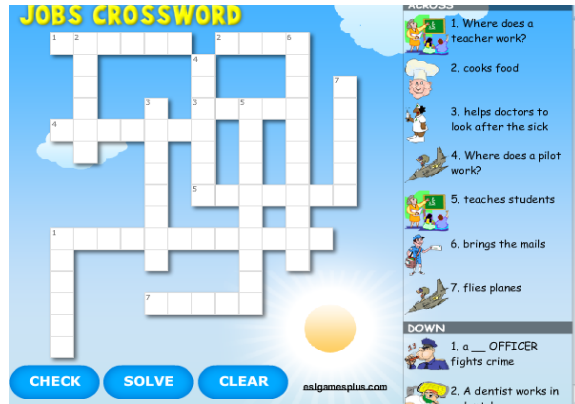 JOBS CROSSWORD
ACROSS
1. Where does a
teacher work?
2. cooks food
3. helps doctors to
look after the sick
4. Where does a pilot
work?
5. teaches students
6. brings the mails
7. flies planes
DOWN
1. a __ OFFICER
fights crime
2. A dentist works in
1 2 2 6
4
7
3 3 5
4
5
1
7
CHECK SOLVE CLEAR
eslgamesplus.com